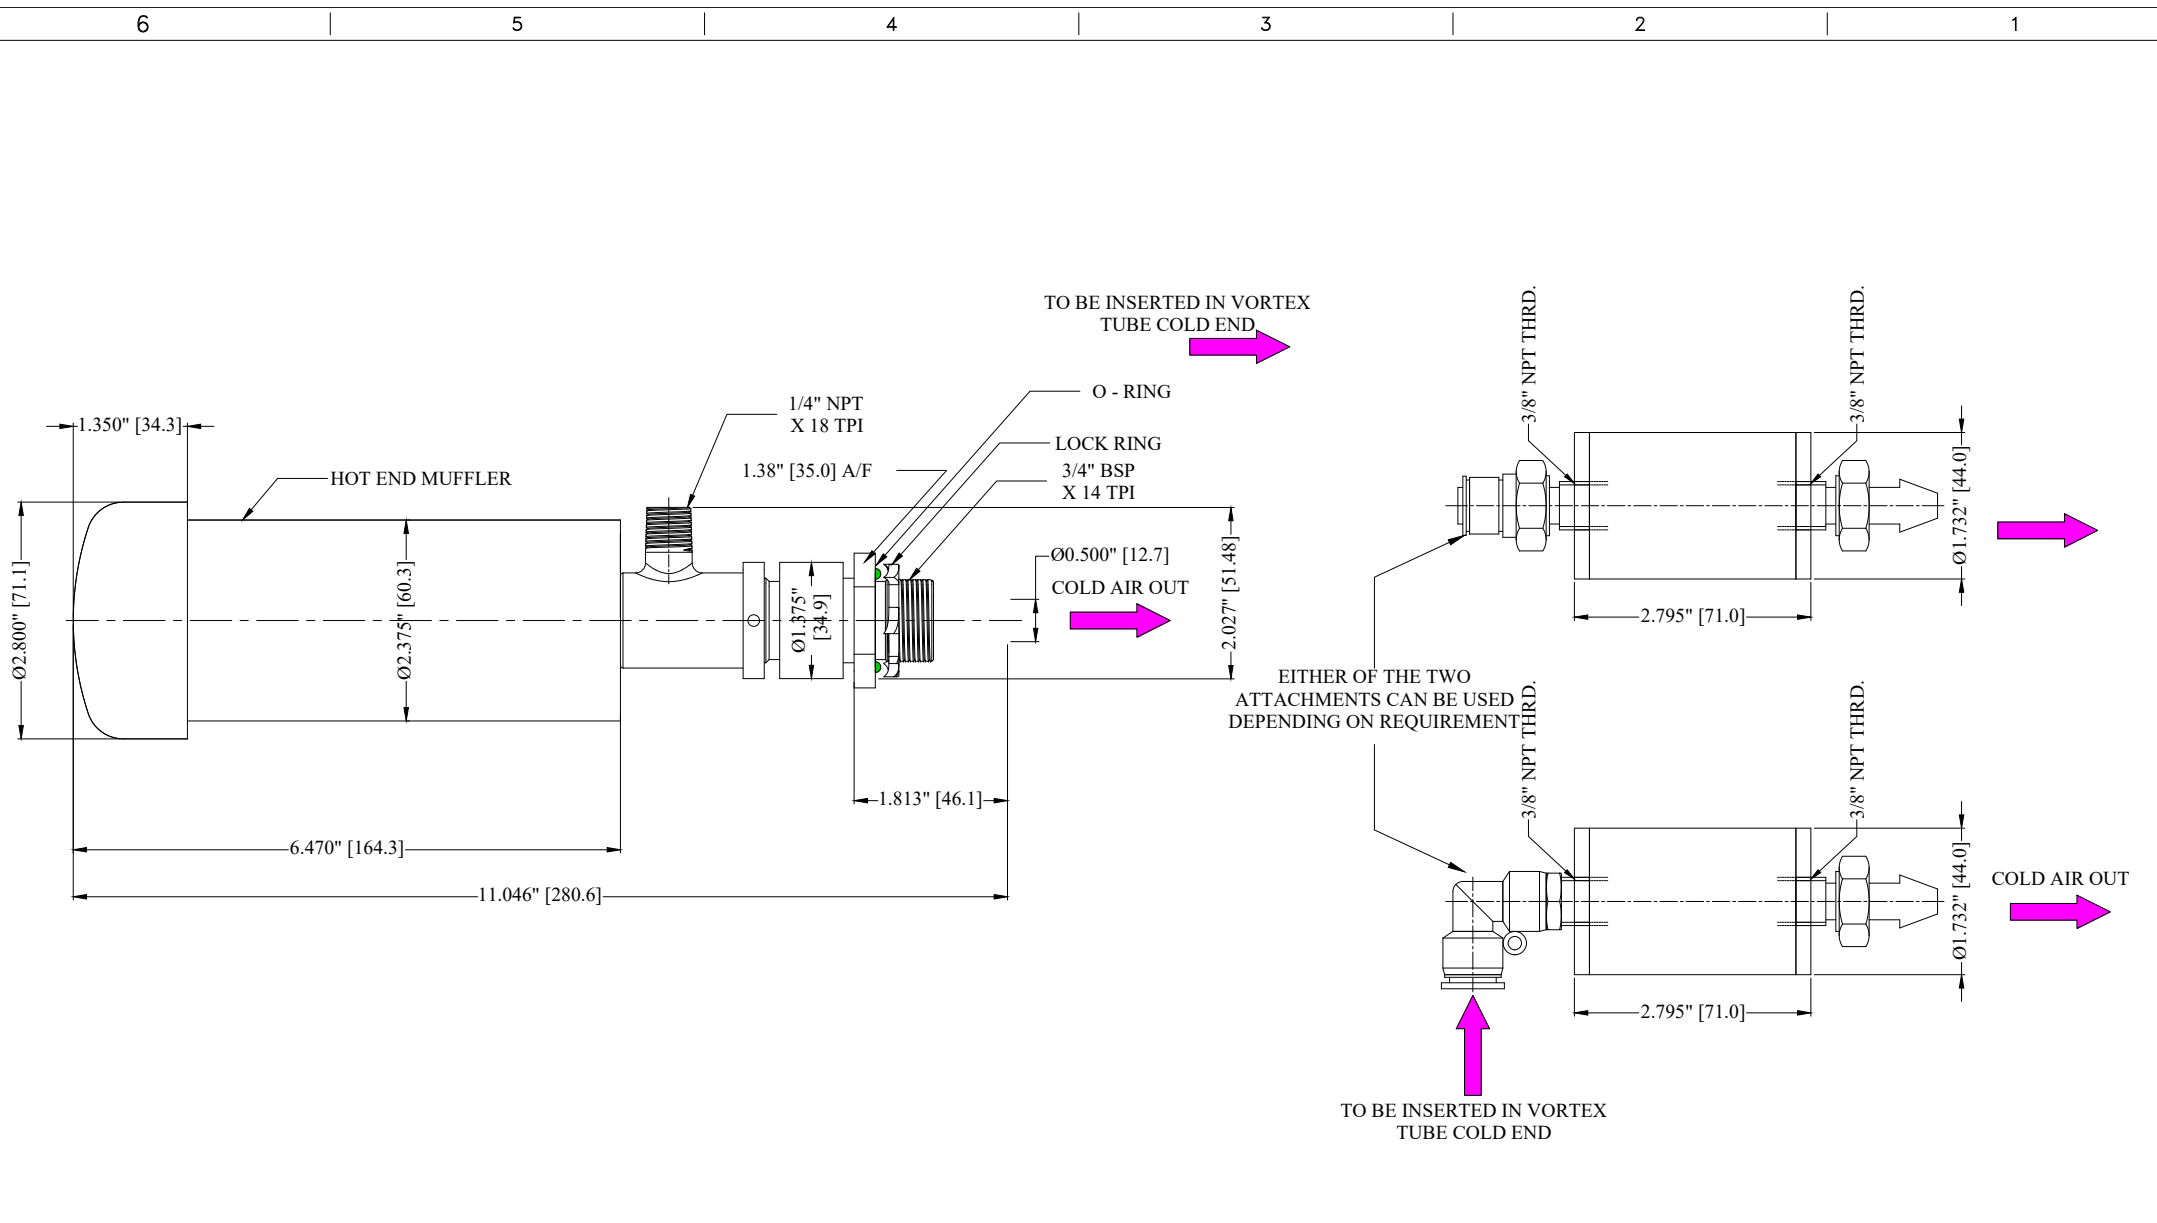 6 5 4 3 2 1
TO BE INSERTED IN VORTEX
TUBE COLD END
O - RING
1/4" NPT
X 18 TPI
LOCK RING
1.38" [35.0] A/F
3/4" BSP
X 14 TPI
1.350" [34.3]
HOT END MUFFLER
Ø2.800" [71.1]
Ø2.375" [60.3]
Ø1.375"
[34.9]
Ø0.500" [12.7]
COLD AIR OUT
2.027" [51.48]
1.813" [46.1]
6.470" [164.3]
11.046" [280.6]
3/8" NPT THRD.
3/8" NPT THRD.
Ø1.732" [44.0]
2.795" [71.0]
EITHER OF THE TWO
ATTACHMENTS CAN BE USED
DEPENDING ON REQUIREMENT
3/8" NPT THRD.
3/8" NPT THRD.
Ø1.732" [44.0]
COLD AIR OUT
2.795" [71.0]
TO BE INSERTED IN VORTEX
TUBE COLD END